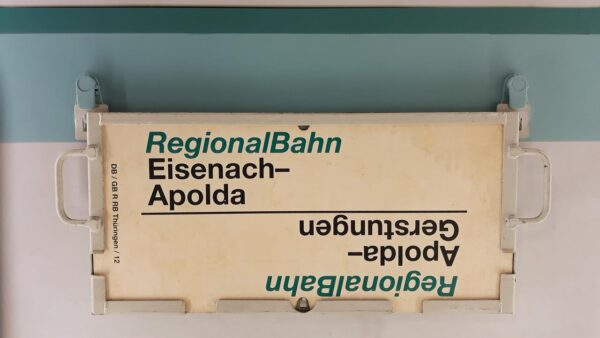 RegionalBahn
Eisenach–
Apolda
DB / GB R RB Thüringen / 12
RegionalBahn
Apolda–
Gerstungen